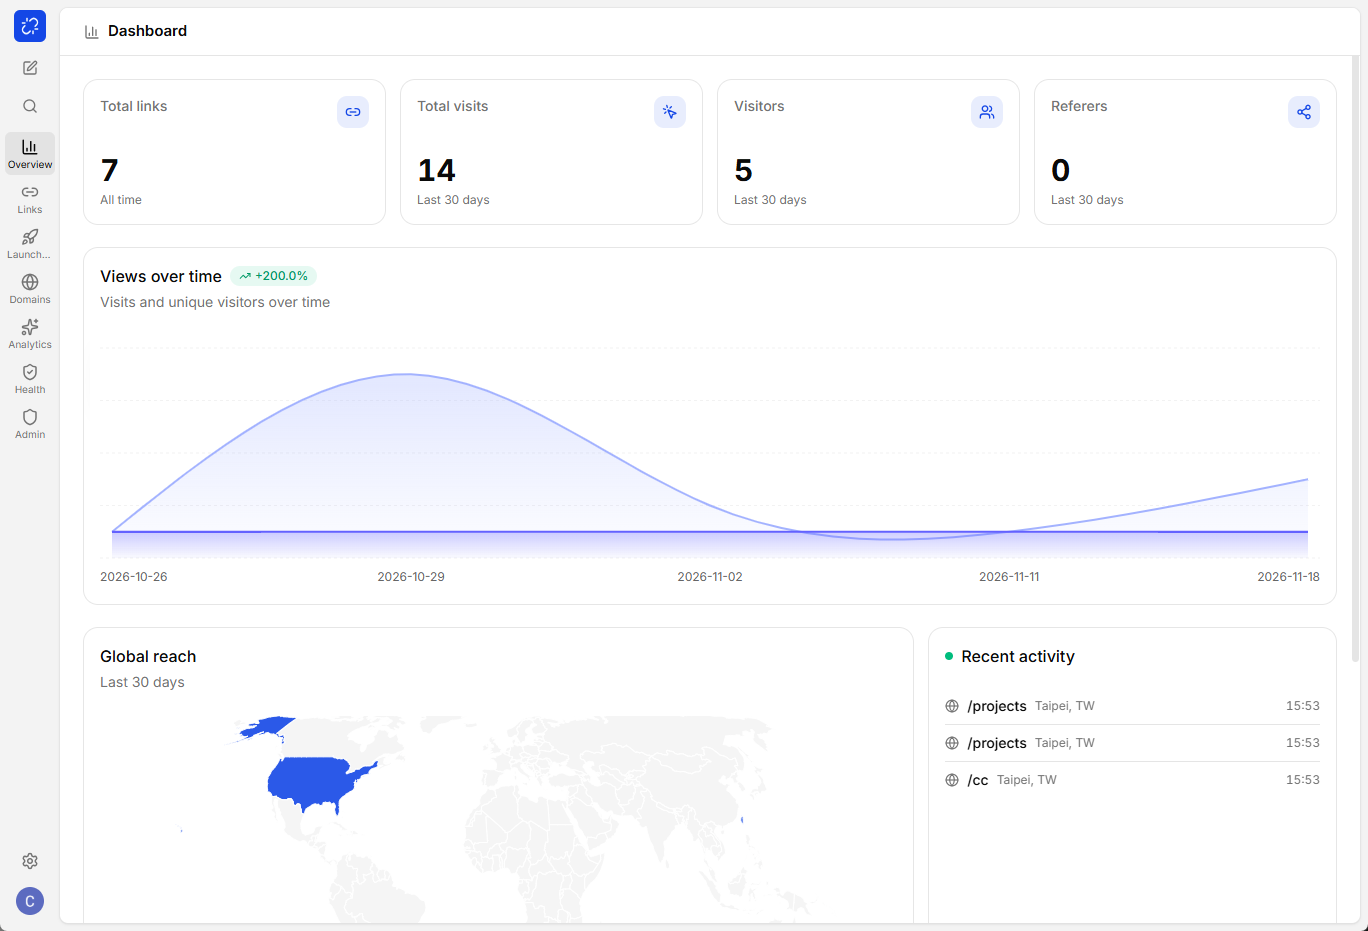 Dashboard
Overview
Links
Launch...
Domains
Analytics
Health
Admin
C
Total links
7
All time
Total visits
14
Last 30 days
Visitors
5
Last 30 days
Referers
0
Last 30 days
Views over time +200.0%
Visits and unique visitors over time
2026-10-26 2026-10-29 2026-11-02 2026-11-11 2026-11-18
Global reach
Last 30 days
Recent activity
/projects Taipei, TW 15:53
/projects Taipei, TW 15:53
/cc Taipei, TW 15:53